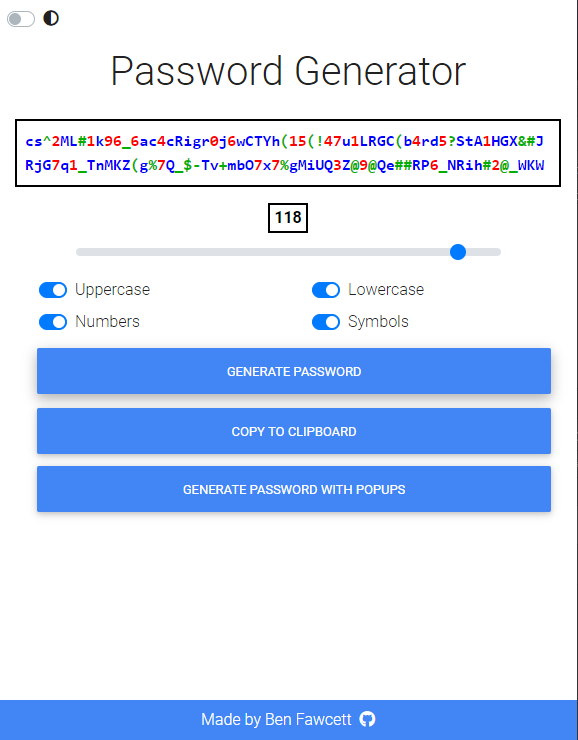 Password Generator
cs^2ML#1k96_6ac4cRigr0j6wCTYh(15(!47u1LRGC(b4rd5?StA1HGX&#J
RjG7q1_TnMKZ(g%7Q_$-Tv+mbO7x7%gMiUQ3Z@9@Qe##RP6_NRih#2@_WKW
118
Uppercase
Lowercase
Numbers
Symbols
GENERATE PASSWORD
COPY TO CLIPBOARD
GENERATE PASSWORD WITH POPUPS
Made by Ben Fawcett